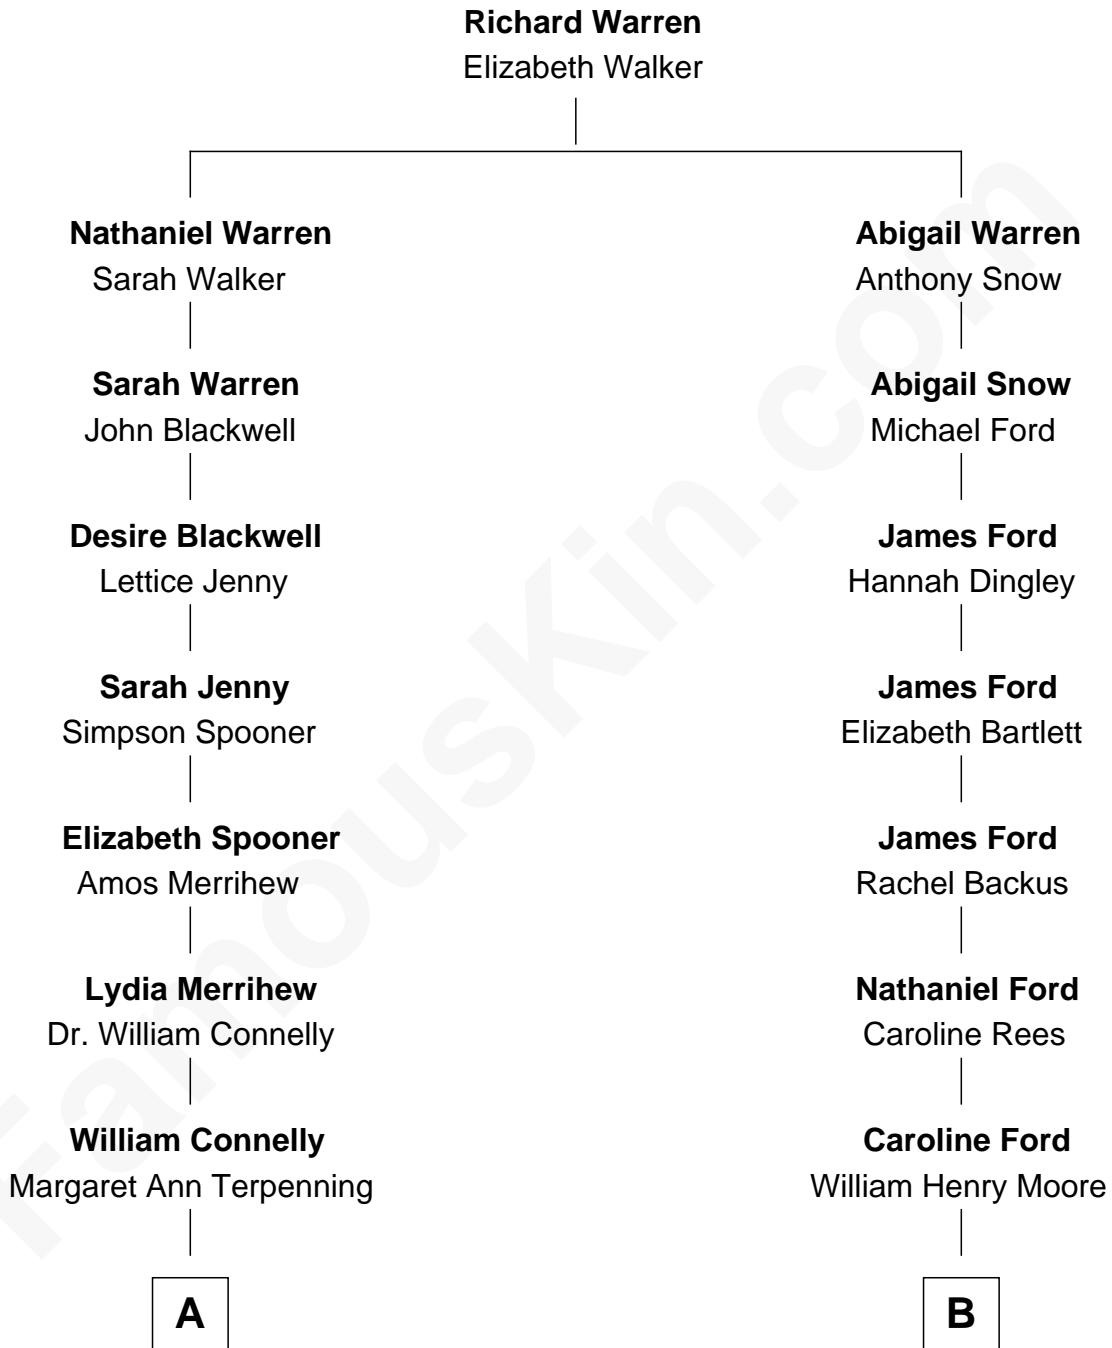 Richard Warren
Elizabeth Walker
Nathaniel Warren
Sarah Walker
Abigail Warren
Anthony Snow
Sarah Warren
John Blackwell
Abigail Snow
Michael Ford
Desire Blackwell
Lettice Jenny
James Ford
Hannah Dingley
Sarah Jenny
Simpson Spooner
James Ford
Elizabeth Bartlett
Elizabeth Spooner
Amos Merrihew
James Ford
Rachel Backus
Lydia Merrihew
Dr. William Connelly
Nathaniel Ford
Caroline Rees
William Connelly
Margaret Ann Terpenning
Caroline Ford
William Henry Moore
A
B
FamousKin.com